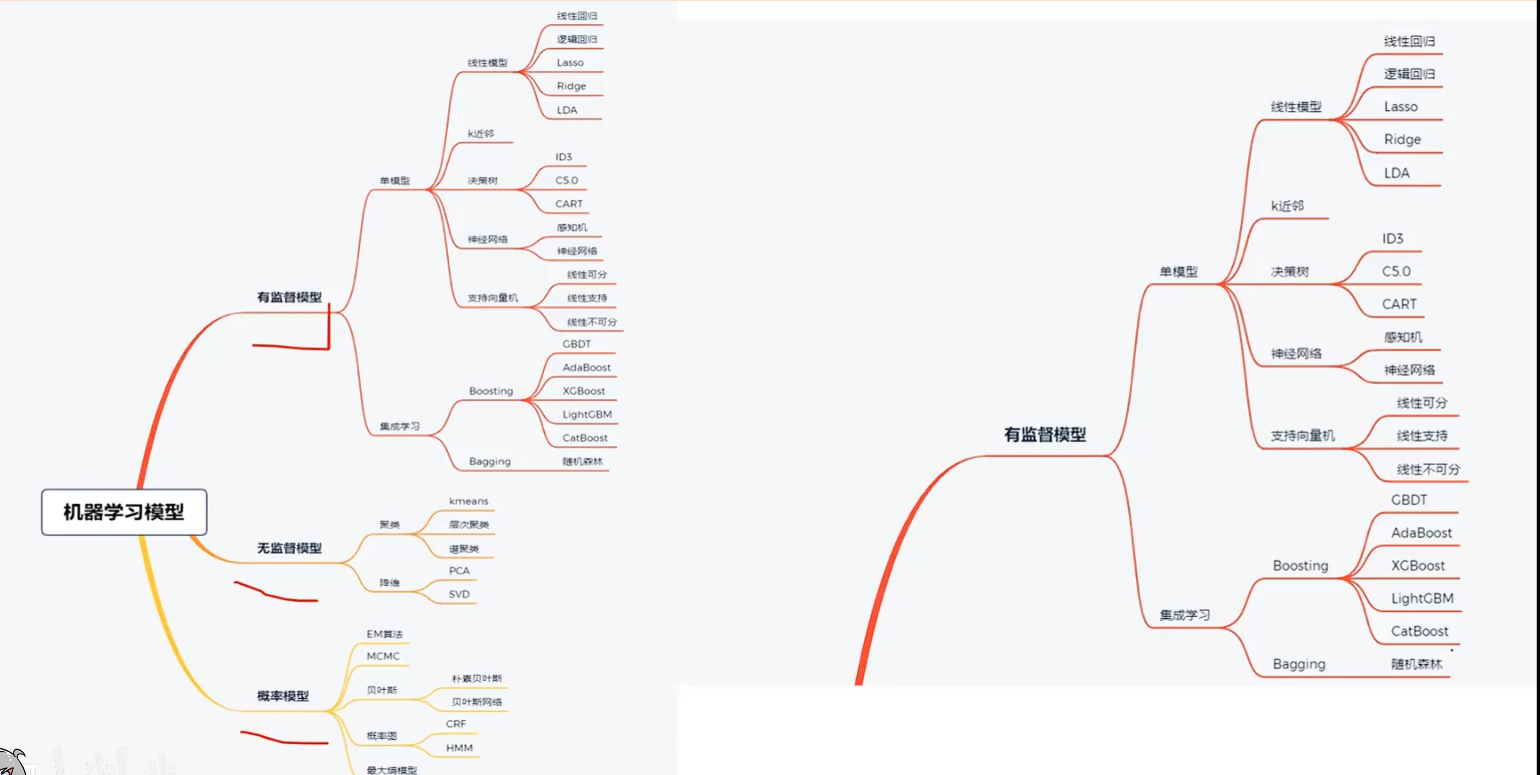 机器学习模型
有监督模型
单模型
线性模型
线性回归
逻辑回归
Lasso
Ridge
LDA
k近邻
决策树
ID3
C5.0
CART
神经网络
感知机
神经网络
支持向量机
线性可分
线性支持
线性不可分
集成学习
Boosting
GBDT
AdaBoost
XGBoost
LightGBM
CatBoost
Bagging
随机森林
无监督模型
聚类
kmeans
层次聚类
谱聚类
降维
PCA
SVD
概率模型
EM算法
MCMC
贝叶斯
朴素贝叶斯
贝叶斯网络
概率图
CRF
HMM
最大熵模型
有监督模型
单模型
线性模型
线性回归
逻辑回归
Lasso
Ridge
LDA
k近邻
决策树
ID3
C5.0
CART
神经网络
感知机
神经网络
支持向量机
线性可分
线性支持
线性不可分
集成学习
Boosting
GBDT
AdaBoost
XGBoost
LightGBM
CatBoost
Bagging
随机森林